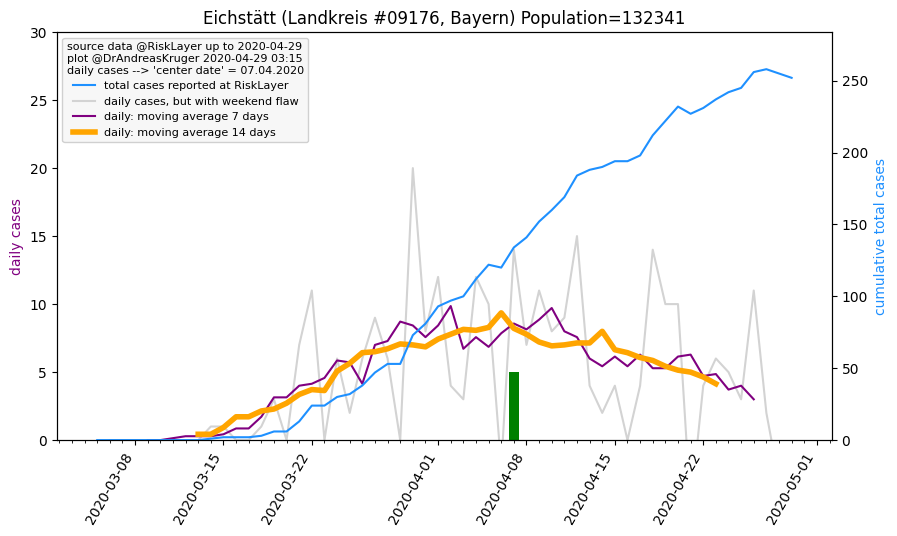 Eichstätt (Landkreis #09176, Bayern) Population=132341
source data @RiskLayer up to 2020-04-29
plot @DrAndreasKruger 2020-04-29 03:15
daily cases --> 'center date' = 07.04.2020
total cases reported at RiskLayer
daily cases, but with weekend flaw
daily: moving average 7 days
daily: moving average 14 days
30
25
20
15
10
5
0
daily cases
250
200
150
100
50
0
cumulative total cases
2020-03-08
2020-03-15
2020-03-22
2020-04-01
2020-04-08
2020-04-15
2020-04-22
2020-05-01